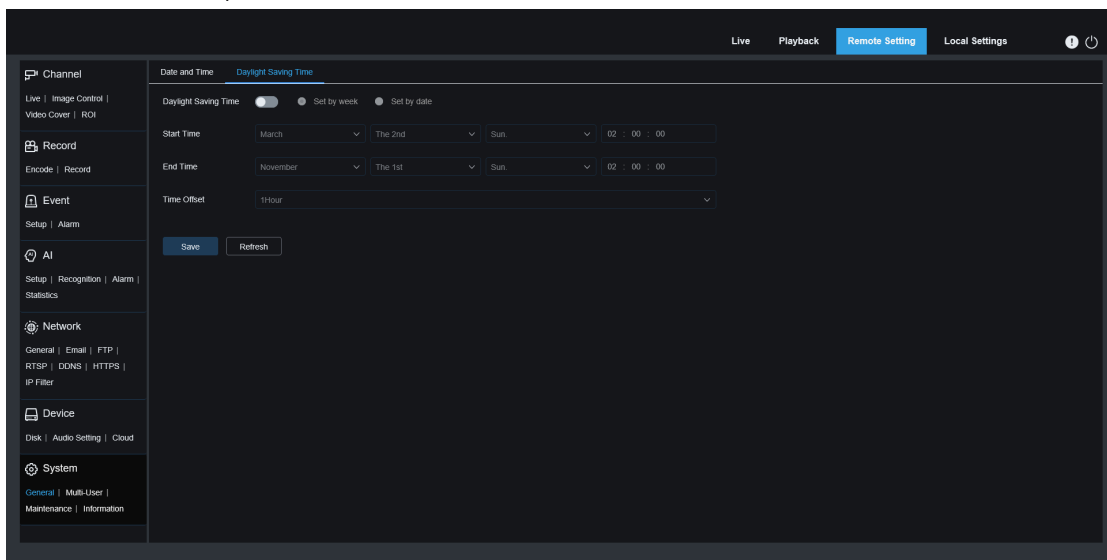 Live Playback Remote Setting Local Settings
Channel
Live | Image Control |
Video Cover | ROI
Record
Encode | Record
Event
Setup | Alarm
AI
Setup | Recognition | Alarm |
Statistics
Network
General | Email | FTP |
RTSP | DDNS | HTTPS |
IP Filter
Device
Disk | Audio Setting | Cloud
System
General | Multi-User |
Maintenance | Information
Date and Time Daylight Saving Time
Daylight Saving Time Set by week Set by date
Start Time March The 2nd Sun. 02 : 00 : 00
End Time November The 1st Sun. 02 : 00 : 00
Time Offset 1Hour
Save Refresh